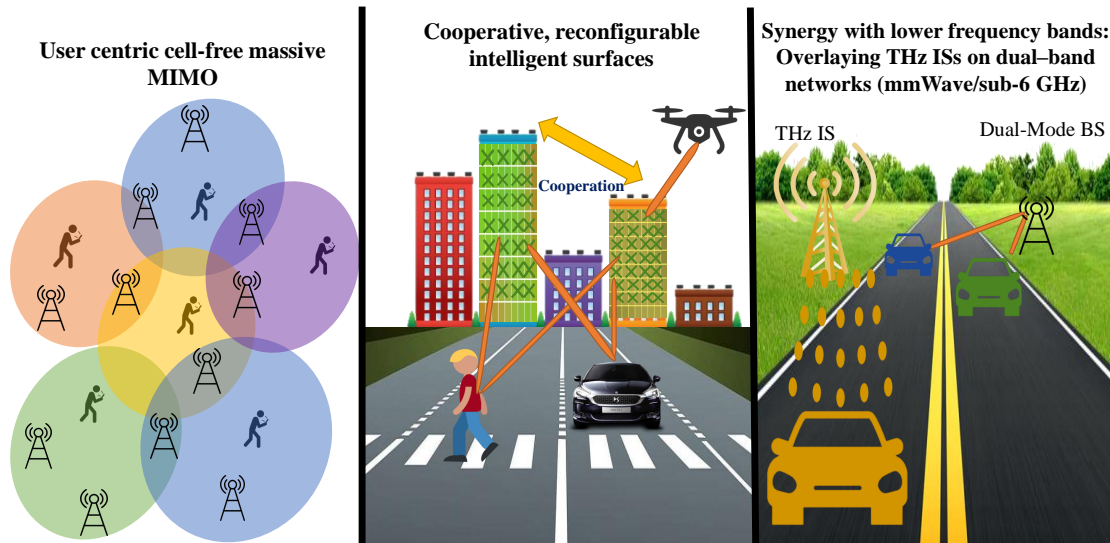 User centric cell-free massive
MIMO
Cooperative, reconfigurable
intelligent surfaces
Cooperation
Synergy with lower frequency bands:
Overlaying THz ISs on dual–band
networks (mmWave/sub-6 GHz)
THz IS
Dual-Mode BS